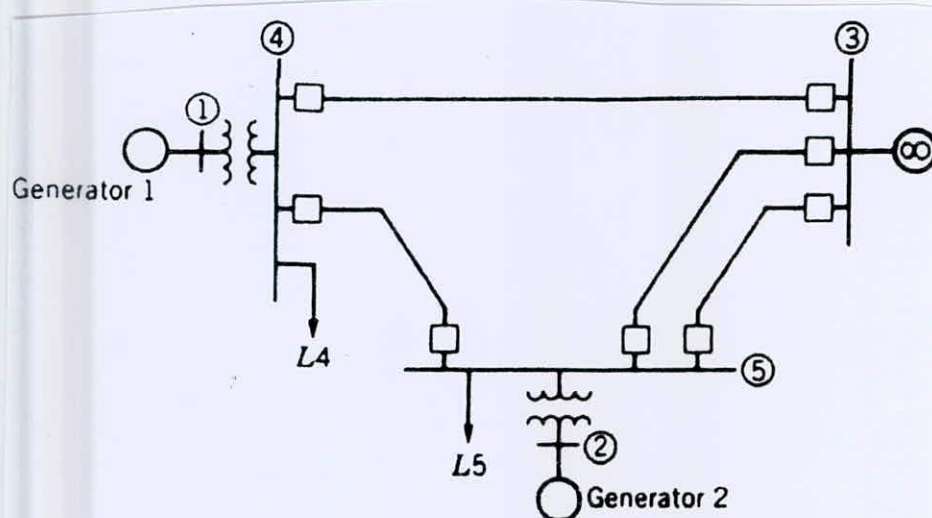 ④ ③
①
∞
Generator 1
L4
⑤
L5
②
Generator 2